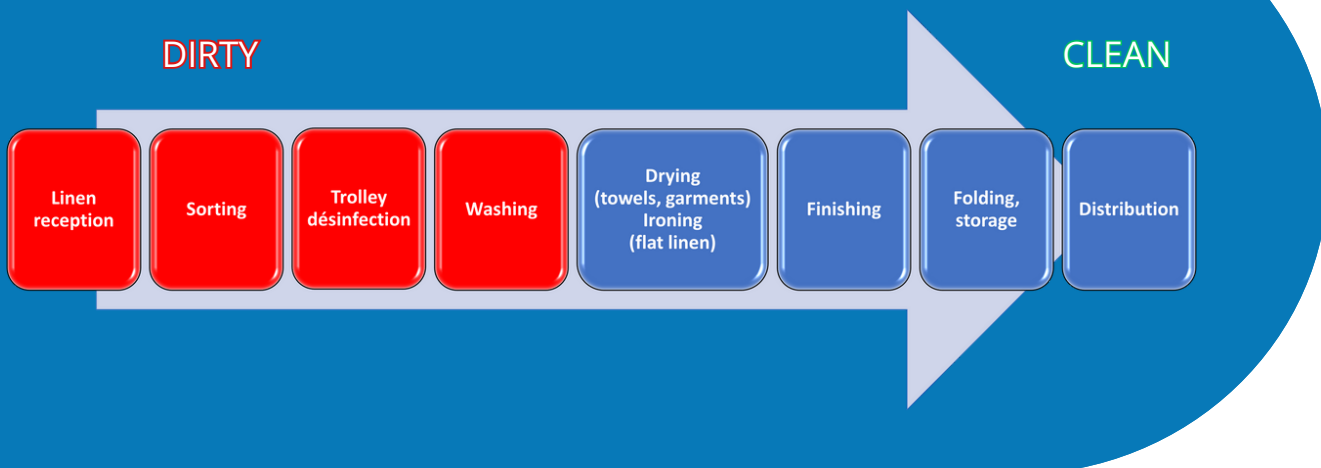 DIRTY
CLEAN
Linen
reception
Sorting
Trolley
désinfection
Washing
Drying
(towels, garments)
Ironing
(flat linen)
Finishing
Folding,
storage
Distribution